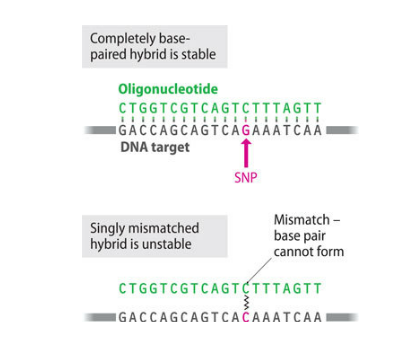 Completely base-
paired hybrid is stable
Oligonucleotide
CTGGTCGTCAGTCTTTAGTT
GACCAGCAGTCAGAAATCAA
DNA target
SNP
Singly mismatched
hybrid is unstable
Mismatch –
base pair
cannot form
CTGGTCGTCAGTCTTTAGTT
GACCAGCAGTCACAAATCAA